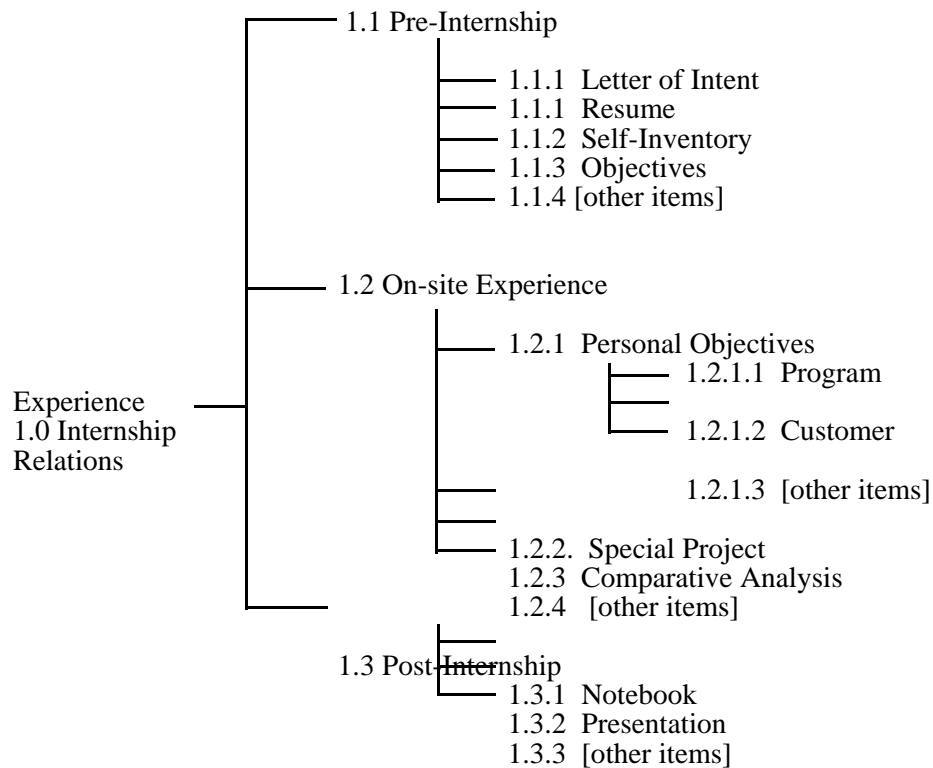 1.1 Pre-Internship
1.1.1 Letter of Intent
1.1.1 Resume
1.1.2 Self-Inventory
1.1.3 Objectives
1.1.4 [other items]
1.2 On-site Experience
1.2.1 Personal Objectives
1.2.1.1 Program
Experience
1.0 Internship
Relations
1.2.1.2 Customer
1.2.1.3 [other items]
1.2.2. Special Project
1.2.3 Comparative Analysis
1.2.4 [other items]
1.3 Post-Internship
1.3.1 Notebook
1.3.2 Presentation
1.3.3 [other items]